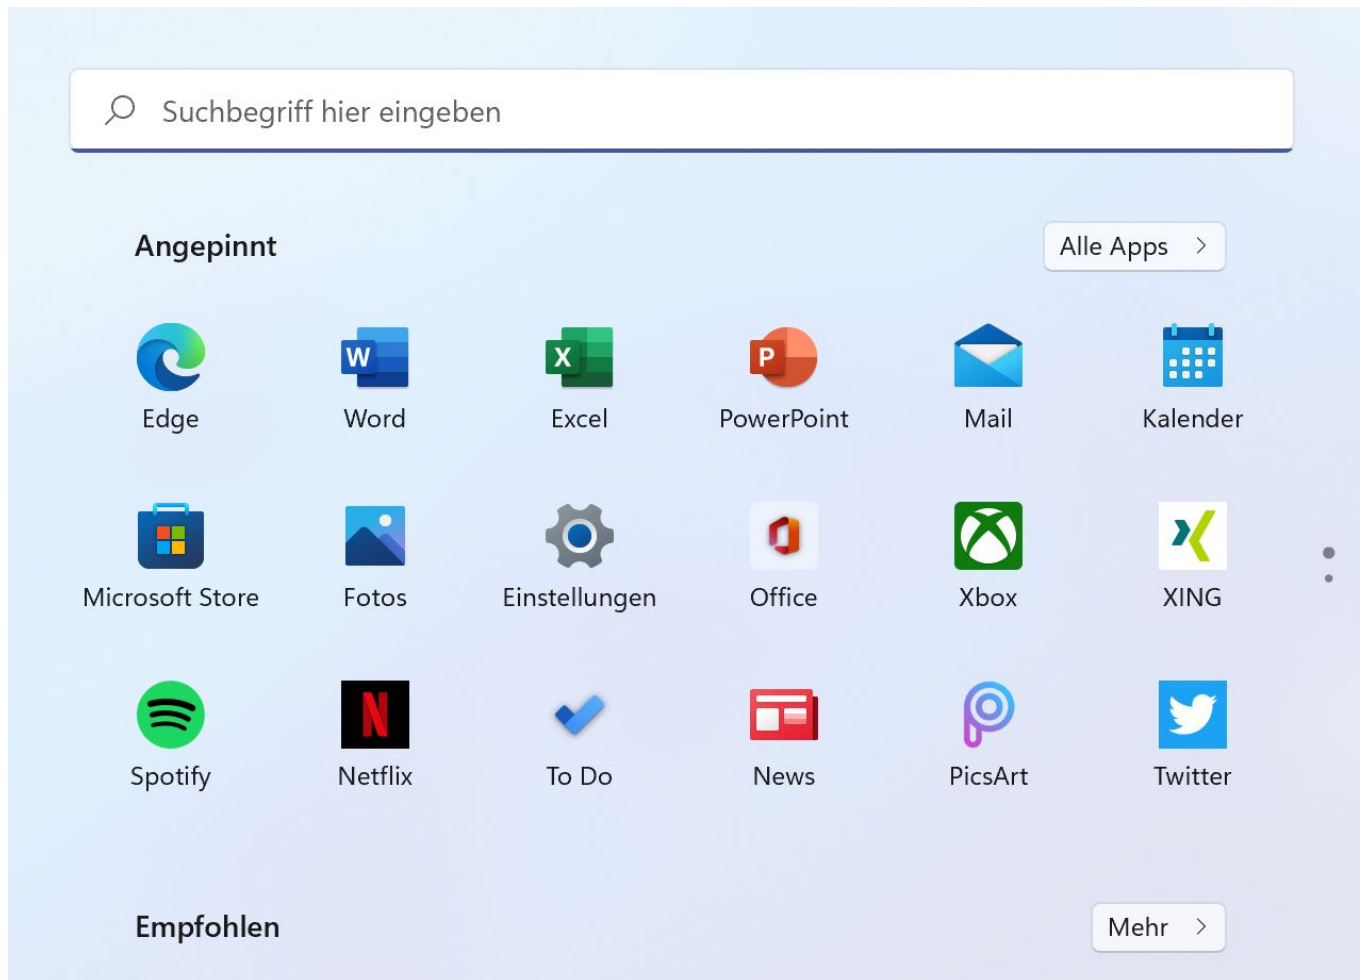 Suchbegriff hier eingeben
Angepinnt
Alle Apps
Edge
Word
Excel
PowerPoint
Mail
Kalender
Microsoft Store
Fotos
Einstellungen
Office
Xbox
XING
Spotify
Netflix
To Do
News
PicsArt
Twitter
Empfohlen
Mehr